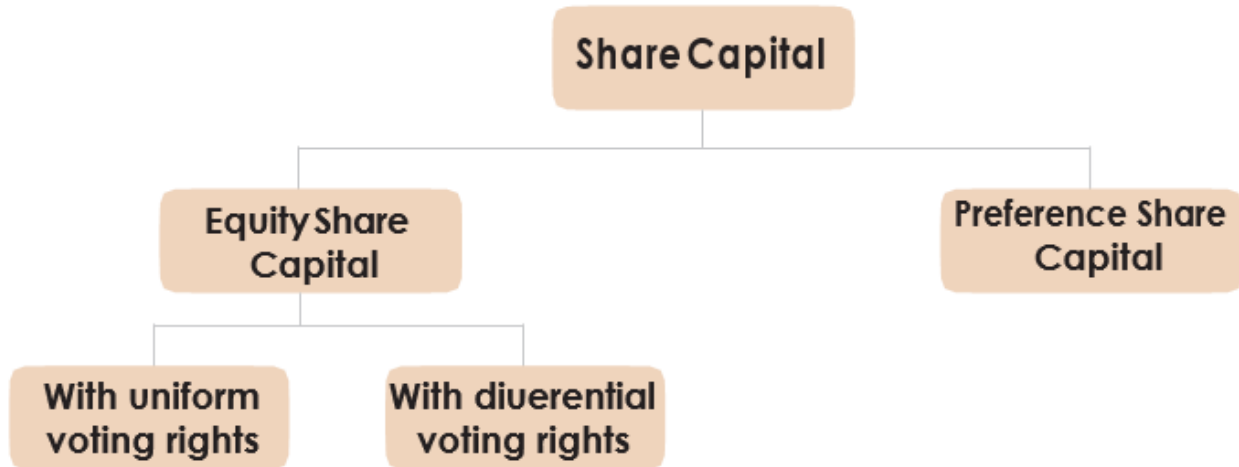 Share Capital
Equity Share
Capital
Preference Share
Capital
With uniform
voting rights
With diuerential
voting rights